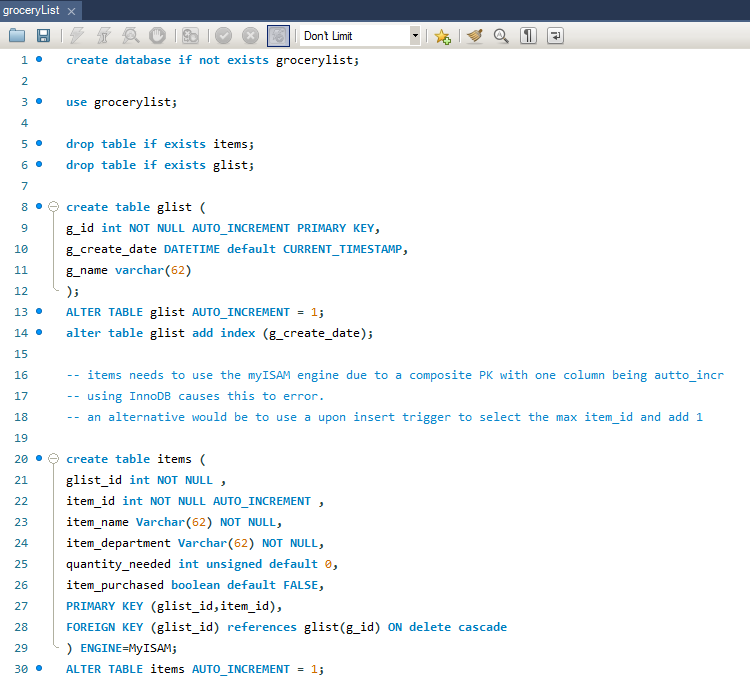 groceryList
Don't Limit
1 create database if not exists grocerylist;
2
3 use grocerylist;
4
5 drop table if exists items;
6 drop table if exists glist;
7
8 create table glist (
9 g_id int NOT NULL AUTO_INCREMENT PRIMARY KEY,
10 g_create_date DATETIME default CURRENT_TIMESTAMP,
11 g_name varchar(62)
12 );
13 ALTER TABLE glist AUTO_INCREMENT = 1;
14 alter table glist add index (g_create_date);
15
16 -- items needs to use the myISAM engine due to a composite PK with one column being autto_incr
17 -- using InnoDB causes this to error.
18 -- an alternative would be to use a upon insert trigger to select the max item_id and add 1
19
20 create table items (
21 glist_id int NOT NULL ,
22 item_id int NOT NULL AUTO_INCREMENT ,
23 item_name Varchar(62) NOT NULL,
24 item_department Varchar(62) NOT NULL,
25 quantity_needed int unsigned default 0,
26 item_purchased boolean default FALSE,
27 PRIMARY KEY (glist_id,item_id),
28 FOREIGN KEY (glist_id) references glist(g_id) ON delete cascade
29 ) ENGINE=MyISAM;
30 ALTER TABLE items AUTO_INCREMENT = 1;